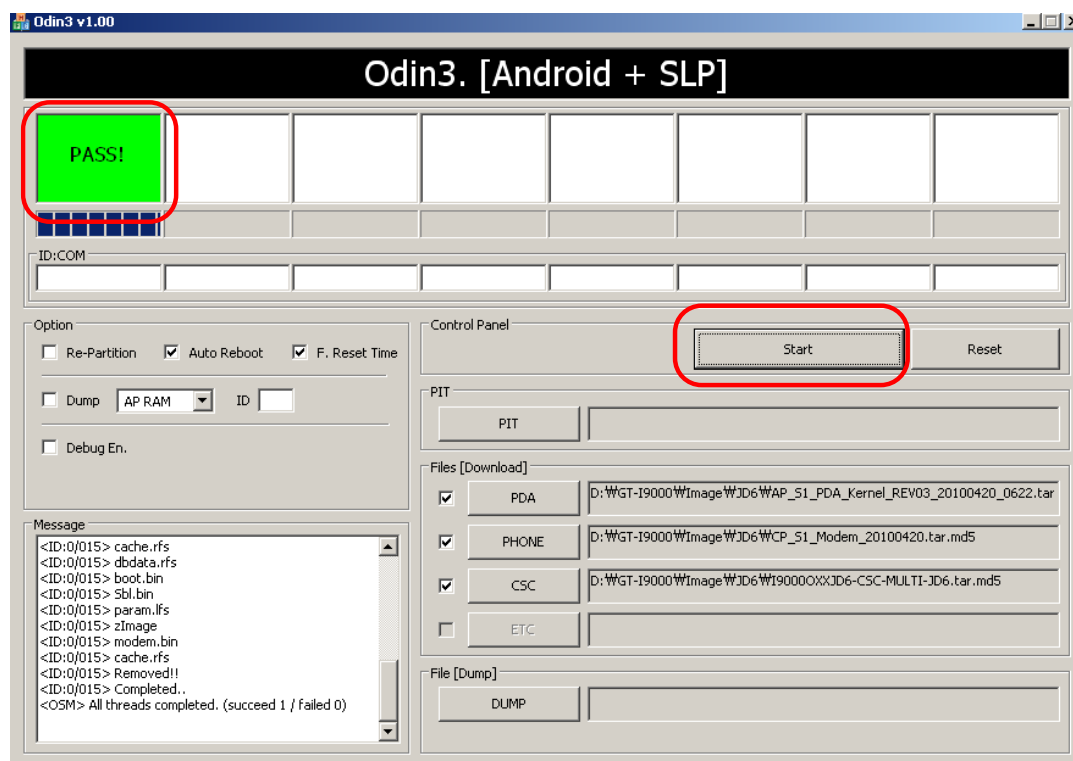 Odin3 v1.00
Odin3. [Android + SLP]
PASS!
ID:COM
Option
Re-Partition Auto Reboot F. Reset Time
Dump AP RAM ID
Debug En.
Message
<ID:0/015> cache.rfs
<ID:0/015> dbdata.rfs
<ID:0/015> boot.bin
<ID:0/015> Sbl.bin
<ID:0/015> param.lfs
<ID:0/015> zImage
<ID:0/015> modem.bin
<ID:0/015> cache.rfs
<ID:0/015> Removed!!
<ID:0/015> Completed..
<OSM> All threads completed. (succeed 1 / failed 0)
Control Panel
Start Reset
PIT
PIT
Files [Download]
PDA D:₩GT-I9000₩Image₩JD6₩AP_S1_PDA_Kernel_REV03_20100420_0622.tar
PHONE D:₩GT-I9000₩Image₩JD6₩CP_S1_Modem_20100420.tar.md5
CSC D:₩GT-I9000₩Image₩JD6₩I9000OXXJD6-CSC-MULTI-JD6.tar.md5
ETC
File [Dump]
DUMP